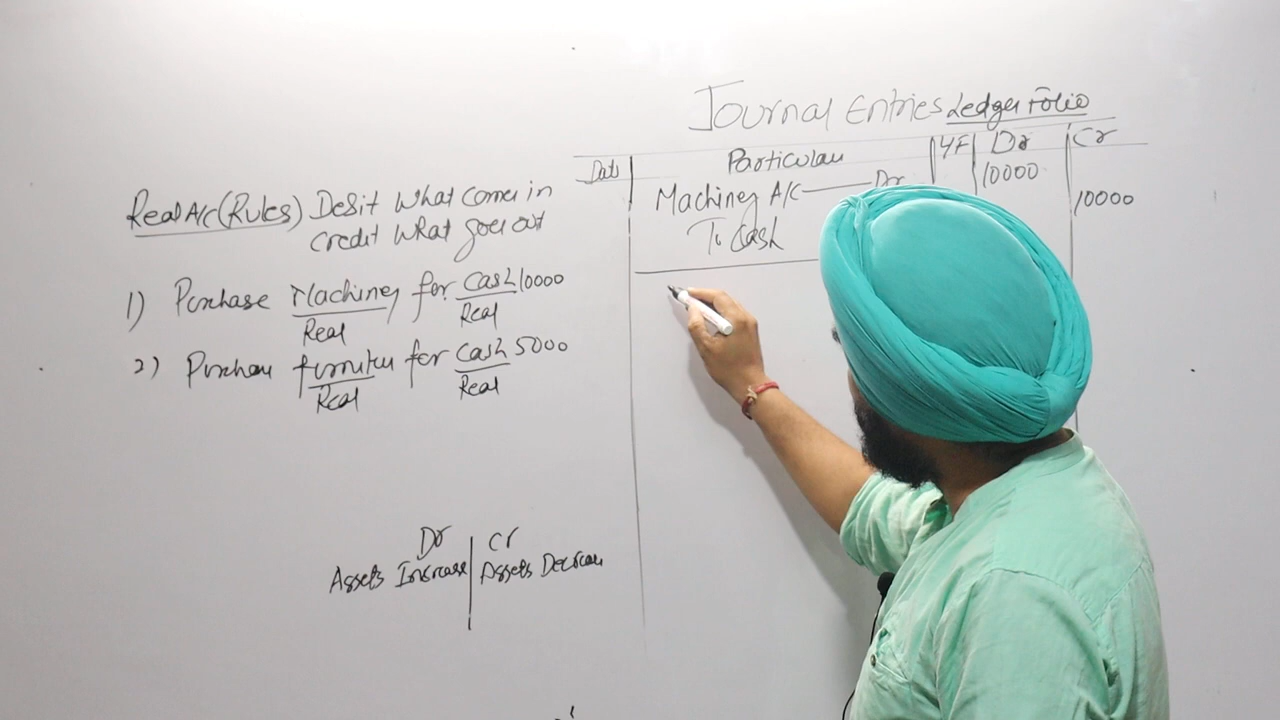 Journal Entries Ledger Folio
Date Particular LF Dr Cr
Machinery A/C Dr 10000
To Cash 10000
Real A/c (Rules) Debit What comes in
Credit What goes out
1) Purchase Machinery for Cash 10000
Real Real
2) Purchase furniture for Cash 5000
Real Real
Dr Cr
Assets Increase Assets Decrease